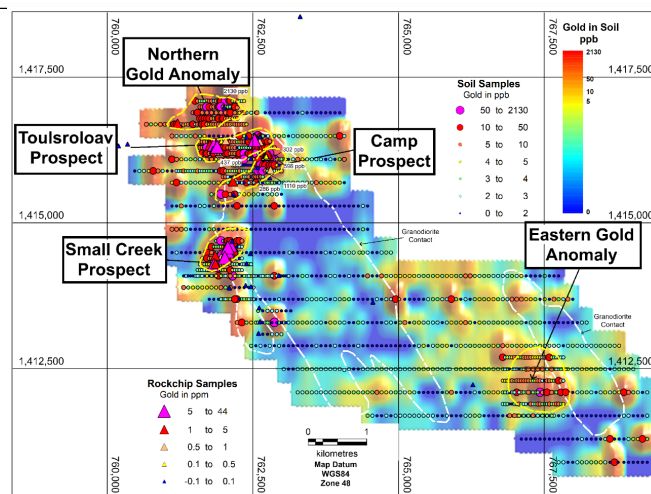 760,000
762,500
765,000
767,500
Gold in Soil
ppb
2130
50
10
5
0
1,417,500
1,417,500
Northern
Gold Anomaly
2130 ppb
Soil Samples
Gold in ppb
50 to 2130
10 to 50
5 to 10
4 to 5
3 to 4
2 to 3
0 to 2
Toulsroloav
Prospect
Camp
Prospect
437 ppb
302 ppb
598 ppb
286 ppb
1110 ppb
1,415,000
1,415,000
Granodiorite
Contact
Small Creek
Prospect
Eastern Gold
Anomaly
Granodiorite
Contact
1,412,500
1,412,500
Rockchip Samples
Gold in ppm
5 to 44
1 to 5
0.5 to 1
0.1 to 0.5
-0.1 to 0.1
0 1
kilometres
Map Datum
WGS84
Zone 48
760,000
762,500
765,000
767,500